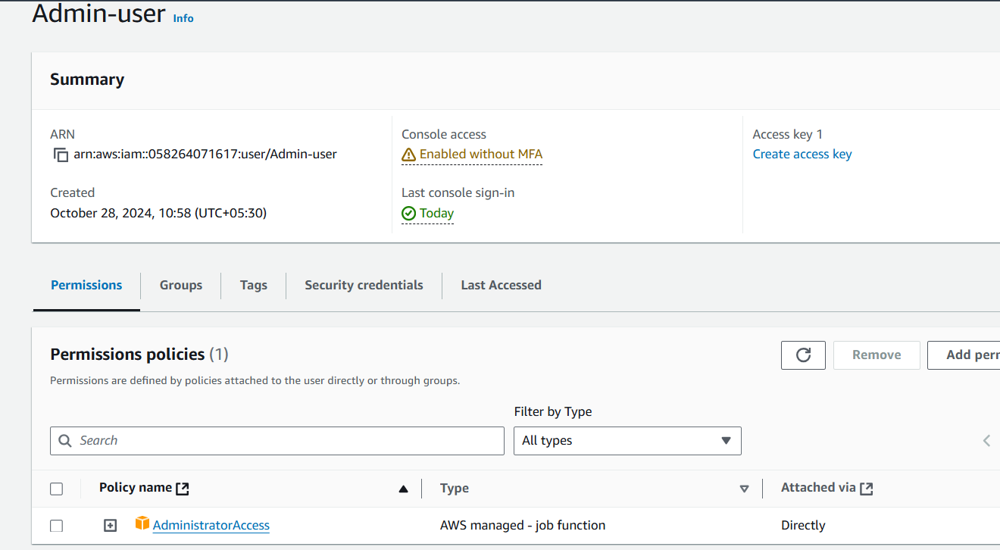 Admin-user Info
Summary
ARN
arn:aws:iam::058264071617:user/Admin-user
Created
October 28, 2024, 10:58 (UTC+05:30)
Console access
Enabled without MFA
Last console sign-in
Today
Access key 1
Create access key
Permissions Groups Tags Security credentials Last Accessed
Permissions policies (1)
Permissions are defined by policies attached to the user directly or through groups.
Remove
Add perr
Filter by Type
Search
All types
Policy name Type Attached via
AdministratorAccess AWS managed - job function Directly